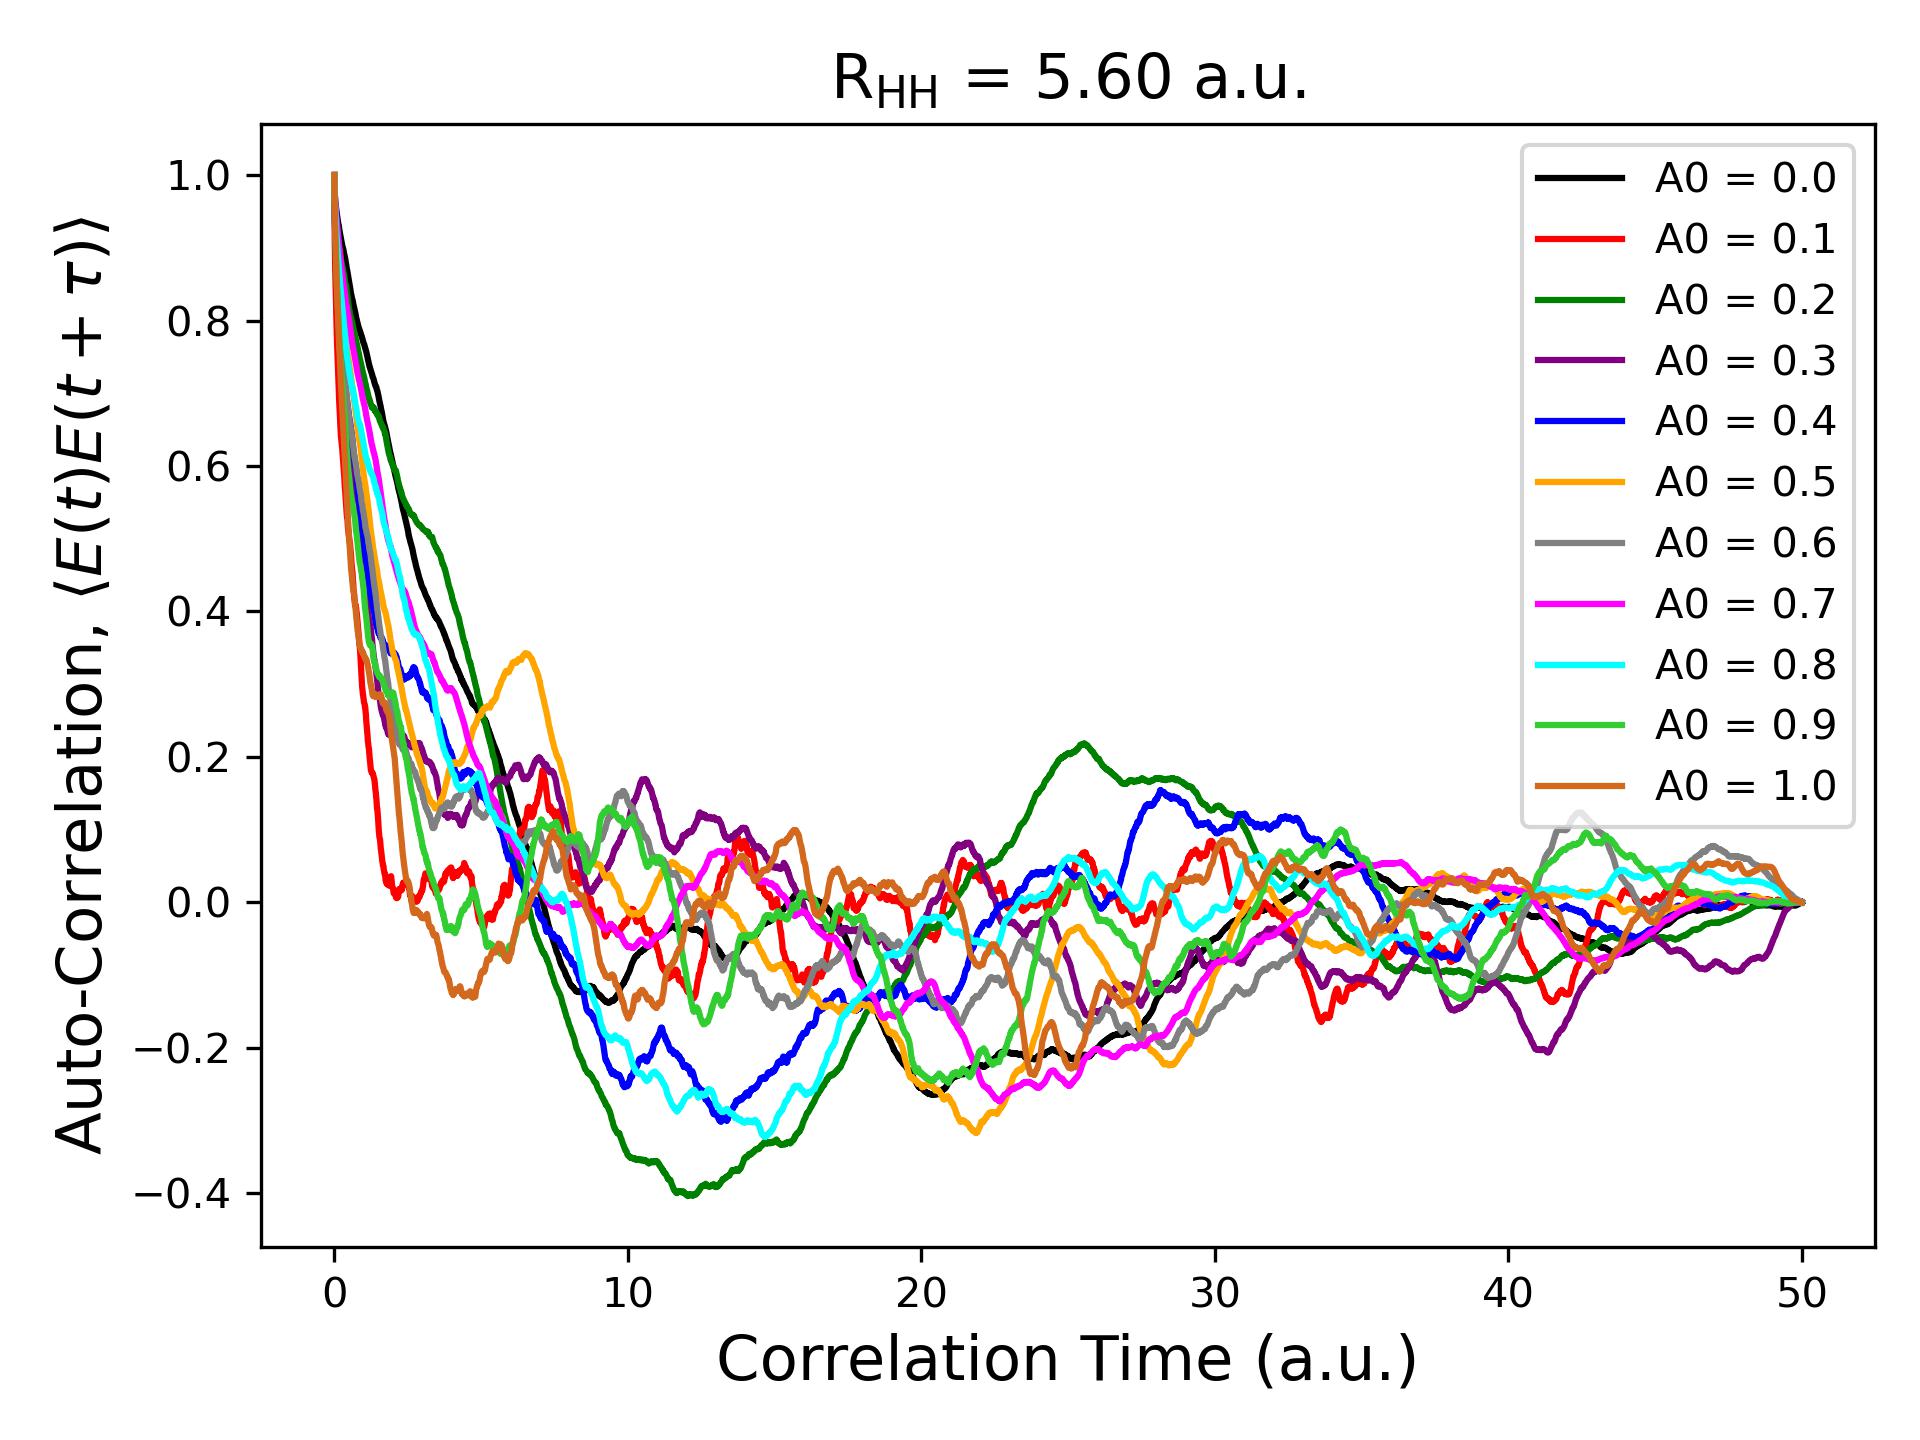 R_HH = 5.60 a.u.
Auto-Correlation, ⟨E(t)E(t + τ)⟩
1.0
0.8
0.6
0.4
0.2
0.0
−0.2
−0.4
A0 = 0.0
A0 = 0.1
A0 = 0.2
A0 = 0.3
A0 = 0.4
A0 = 0.5
A0 = 0.6
A0 = 0.7
A0 = 0.8
A0 = 0.9
A0 = 1.0
0 10 20 30 40 50
Correlation Time (a.u.)